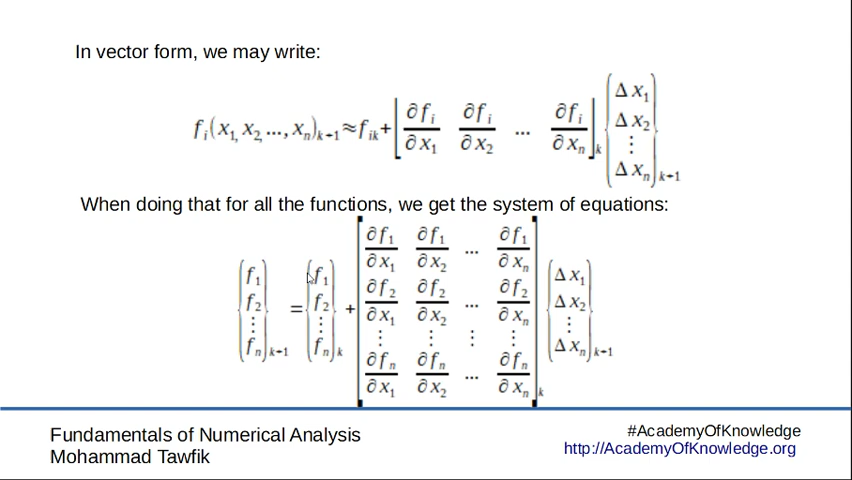 In vector form, we may write:
f_i(x_1, x_2, ..., x_n)_{k+1} ≈ f_{ik} + ⌊ ∂f_i/∂x_1 ∂f_i/∂x_2 ... ∂f_i/∂x_n ⌋_k { Δx_1 Δx_2 ⋮ Δx_n }_{k+1}
When doing that for all the functions, we get the system of equations:
{ f_1 f_2 ⋮ f_n }_{k+1} = { f_1 f_2 ⋮ f_n }_k + [ ∂f_1/∂x_1 ∂f_1/∂x_2 ... ∂f_1/∂x_n ; ∂f_2/∂x_1 ∂f_2/∂x_2 ... ∂f_2/∂x_n ; ⋮ ⋮ ⋮ ⋮ ; ∂f_n/∂x_1 ∂f_n/∂x_2 ... ∂f_n/∂x_n ]_k { Δx_1 Δx_2 ⋮ Δx_n }_{k+1}
Fundamentals of Numerical Analysis
Mohammad Tawfik
#AcademyOfKnowledge
http://AcademyOfKnowledge.org